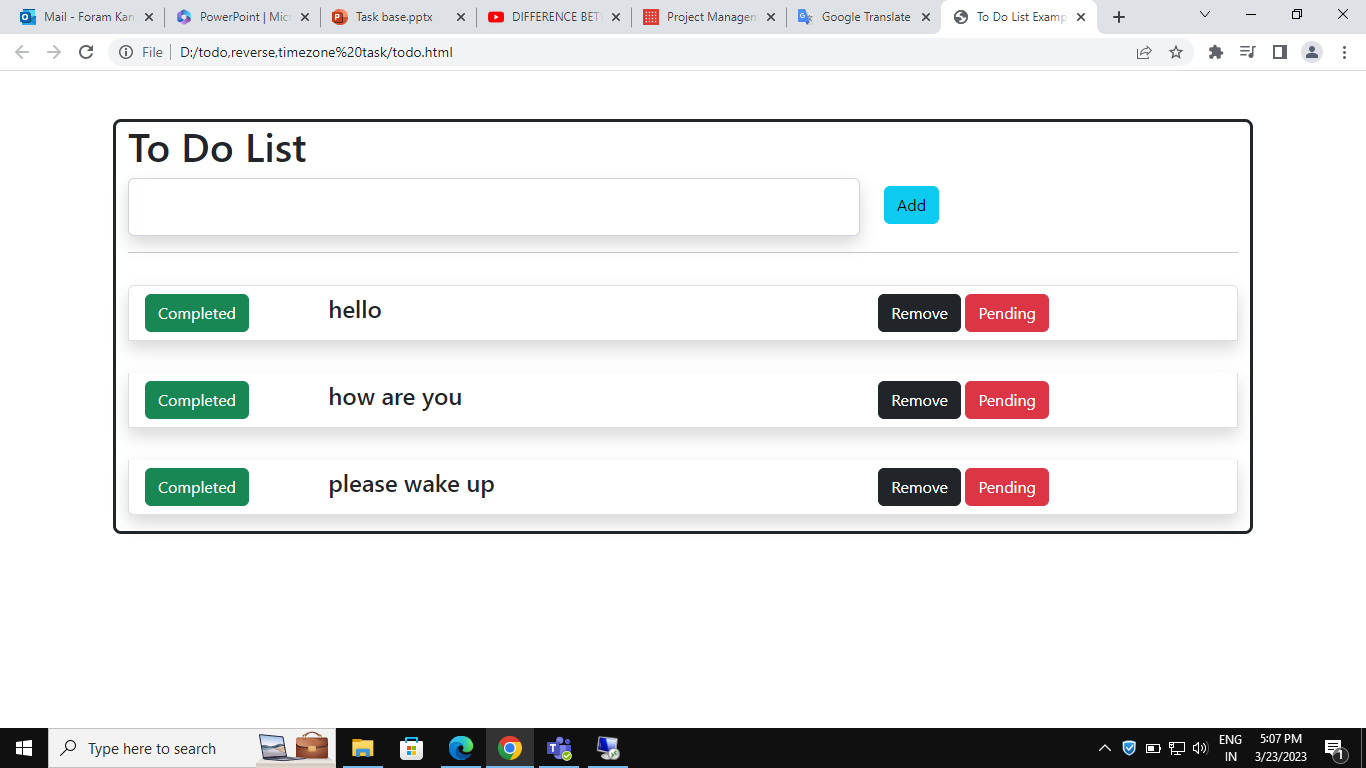 Mail - Foram Kan
PowerPoint | Mic
Task base.pptx
DIFFERENCE BET
Project Managem
Google Translate
To Do List Examp
File
D:/todo,reverse,timezone%20task/todo.html
To Do List
Add
Completed hello Remove Pending
Completed how are you Remove Pending
Completed please wake up Remove Pending
Type here to search
ENG
IN
5:07 PM
3/23/2023
1